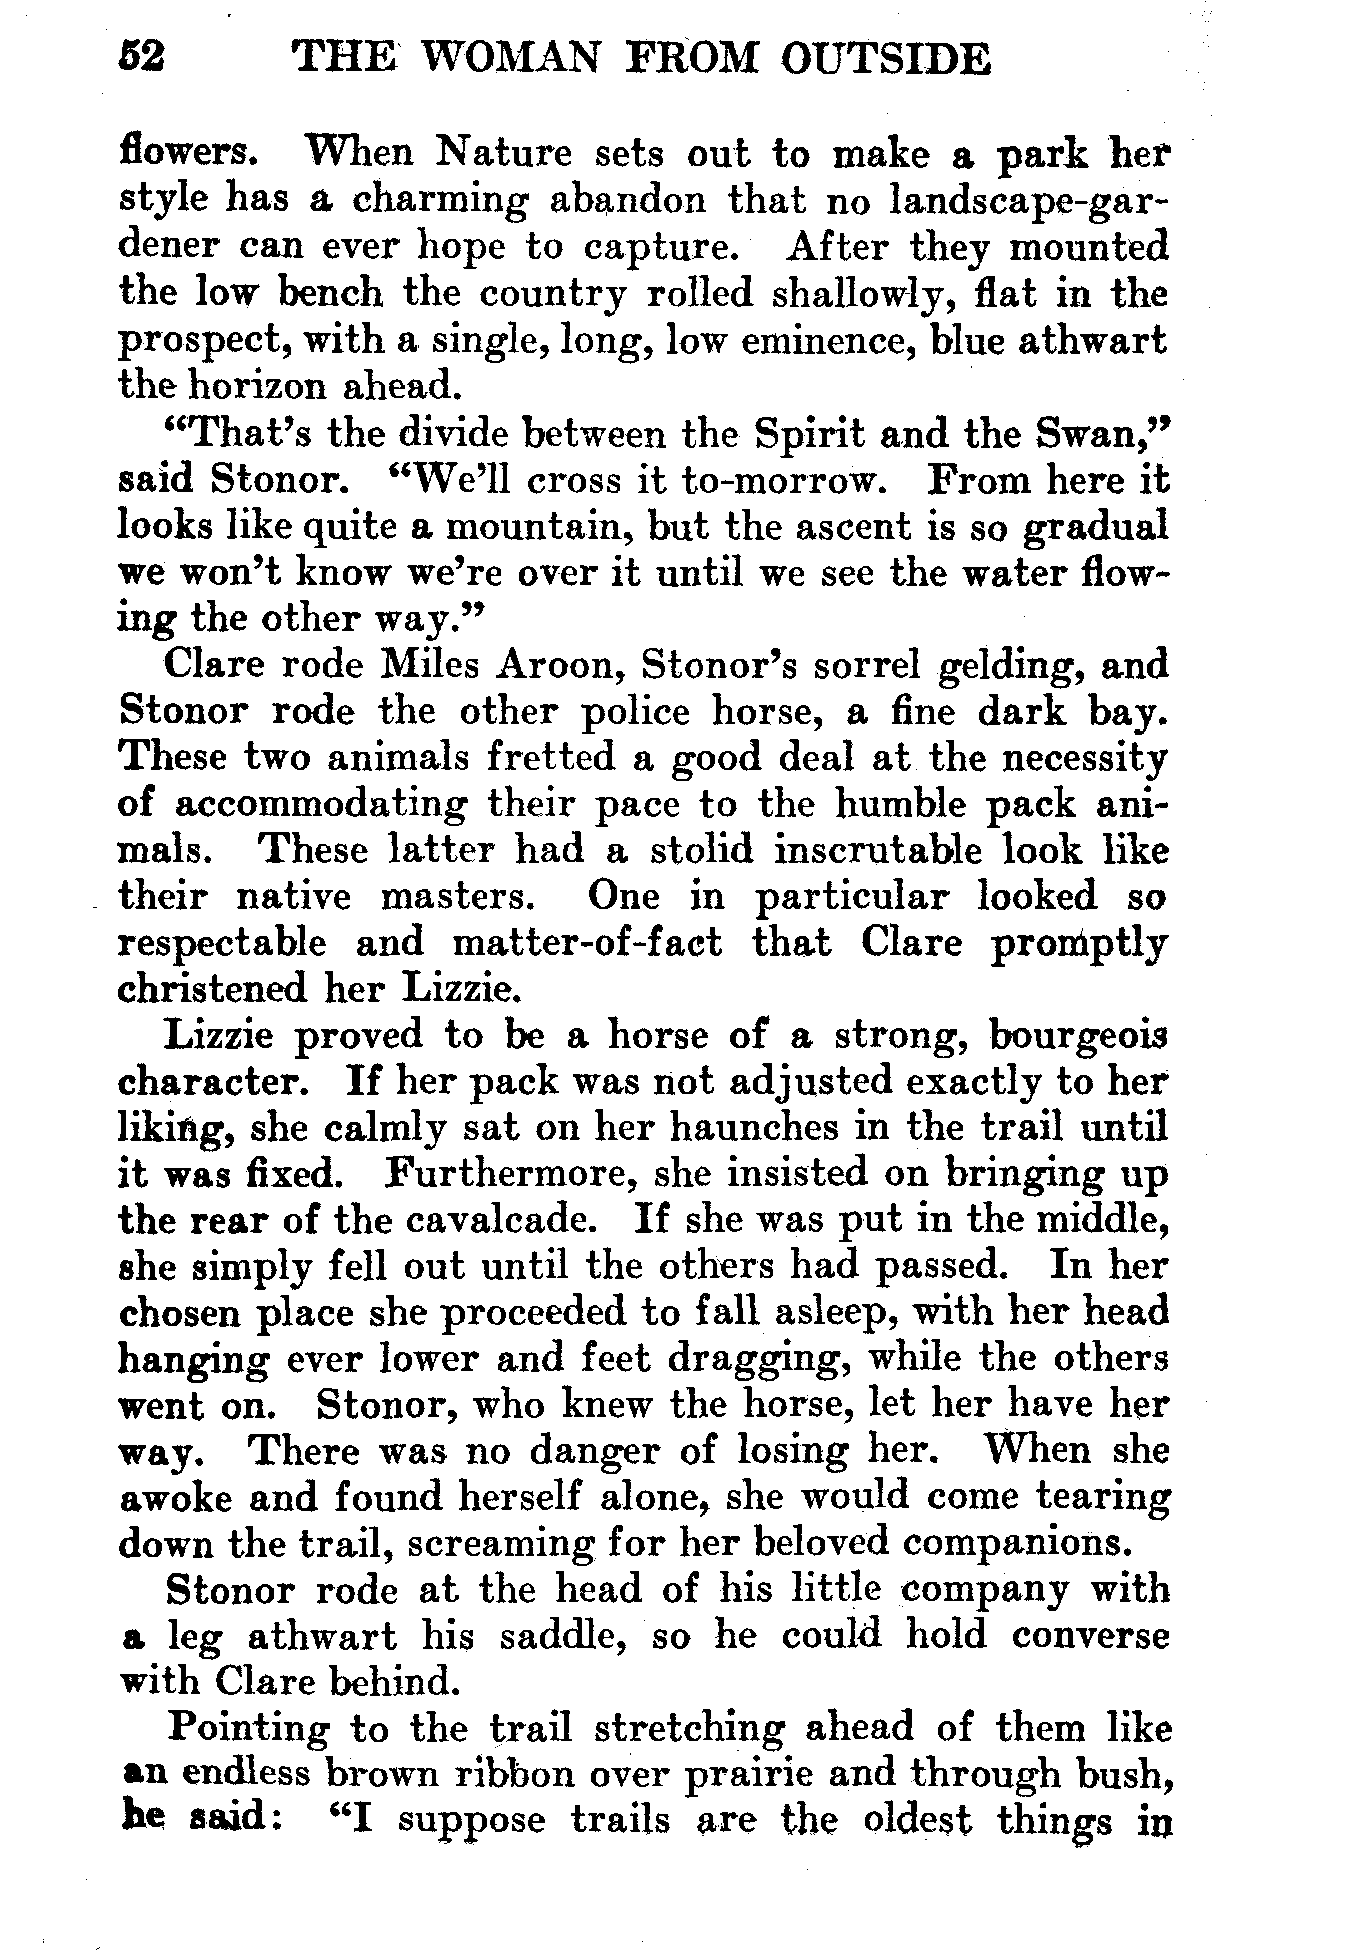 52 THE WOMAN FROM OUTSIDE
flowers. When Nature sets out to make a park her
style has a charming abandon that no landscape-gar-
dener can ever hope to capture. After they mounted
the low bench the country rolled shallowly, flat in the
prospect, with a single, long, low eminence, blue athwart
the horizon ahead.
“That’s the divide between the Spirit and the Swan,”
said Stonor. “We’ll cross it to-morrow. From here it
looks like quite a mountain, but the ascent is so gradual
we won’t know we’re over it until we see the water flow-
ing the other way.”
Clare rode Miles Aroon, Stonor’s sorrel gelding, and
Stonor rode the other police horse, a fine dark bay.
These two animals fretted a good deal at the necessity
of accommodating their pace to the humble pack ani-
mals. These latter had a stolid inscrutable look like
their native masters. One in particular looked so
respectable and matter-of-fact that Clare promptly
christened her Lizzie.
Lizzie proved to be a horse of a strong, bourgeois
character. If her pack was not adjusted exactly to her
liking, she calmly sat on her haunches in the trail until
it was fixed. Furthermore, she insisted on bringing up
the rear of the cavalcade. If she was put in the middle,
she simply fell out until the others had passed. In her
chosen place she proceeded to fall asleep, with her head
hanging ever lower and feet dragging, while the others
went on. Stonor, who knew the horse, let her have her
way. There was no danger of losing her. When she
awoke and found herself alone, she would come tearing
down the trail, screaming for her beloved companions.
Stonor rode at the head of his little company with
a leg athwart his saddle, so he could hold converse
with Clare behind.
Pointing to the trail stretching ahead of them like
an endless brown ribbon over prairie and through bush,
he said: “I suppose trails are the oldest things in